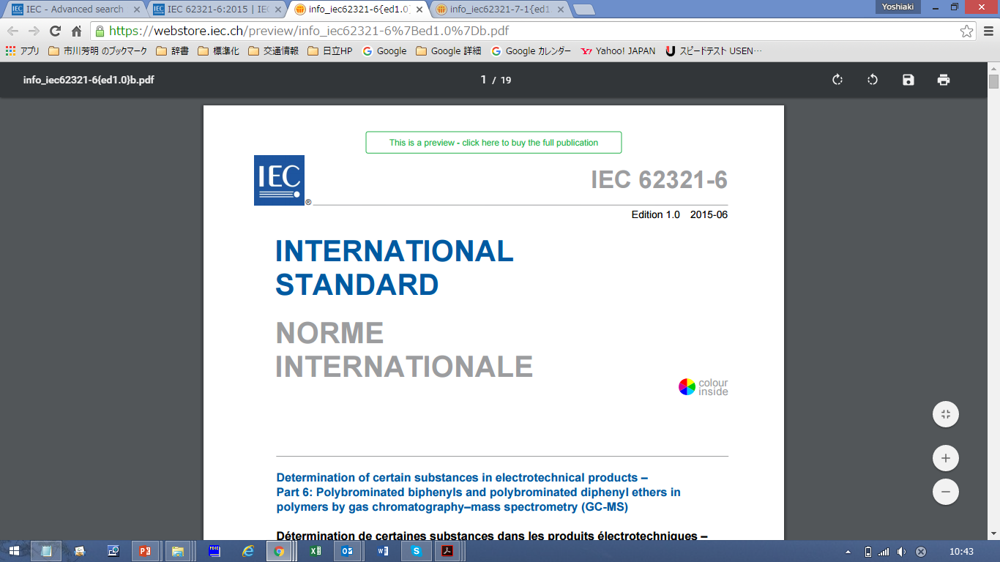 IEC - Advanced search
IEC 62321-6:2015 | IEC
info_iec62321-6{ed1.0}
info_iec62321-7-1{ed1
Yoshiaki
https://webstore.iec.ch/preview/info_iec62321-6%7Bed1.0%7Db.pdf
アプリ 市川芳明 のブックマーク 辞書 標準化 交通情報 日立HP Google Google 詳細 Google カレンダー Yahoo! JAPAN スピードテスト USEN…
info_iec62321-6{ed1.0}b.pdf
1 / 19
This is a preview - click here to buy the full publication
IEC
®
IEC 62321-6
Edition 1.0 2015-06
INTERNATIONAL
STANDARD
NORME
INTERNATIONALE
colour
inside
Determination of certain substances in electrotechnical products –
Part 6: Polybrominated biphenyls and polybrominated diphenyl ethers in
polymers by gas chromatography–mass spectrometry (GC-MS)
Détermination de certaines substances dans les produits électrotechniques –
10:43